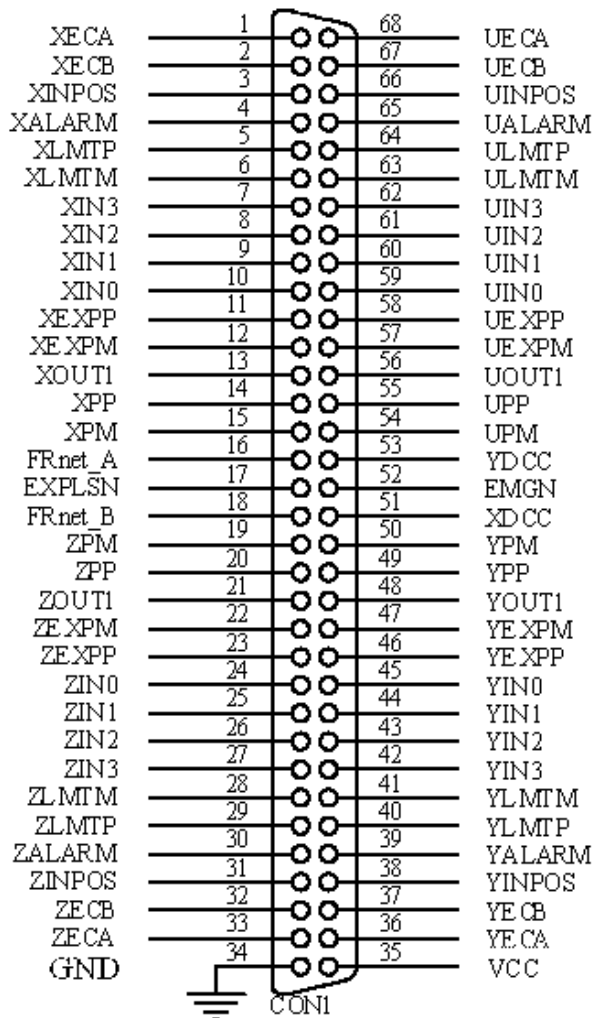 XECA 1 68 UECA
XECB 2 67 UECB
XINPOS 3 66 UINPOS
XALARM 4 65 UALARM
XLMTP 5 64 ULMTP
XLMTM 6 63 ULMTM
XIN3 7 62 UIN3
XIN2 8 61 UIN2
XIN1 9 60 UIN1
XIN0 10 59 UIN0
XEXPP 11 58 UEXPP
XEXPM 12 57 UEXPM
XOUT1 13 56 UOUT1
XPP 14 55 UPP
XPM 15 54 UPM
FRnet_A 16 53 YDCC
EXPLSN 17 52 EMGN
FRnet_B 18 51 XDCC
ZPM 19 50 YPM
ZPP 20 49 YPP
ZOUT1 21 48 YOUT1
ZEXPM 22 47 YEXPM
ZEXPP 23 46 YEXPP
ZIN0 24 45 YIN0
ZIN1 25 44 YIN1
ZIN2 26 43 YIN2
ZIN3 27 42 YIN3
ZLMTM 28 41 YLMTM
ZLMTP 29 40 YLMTP
ZALARM 30 39 YALARM
ZINPOS 31 38 YINPOS
ZECB 32 37 YECB
ZECA 33 36 YECA
GND 34 35 VCC
CON1